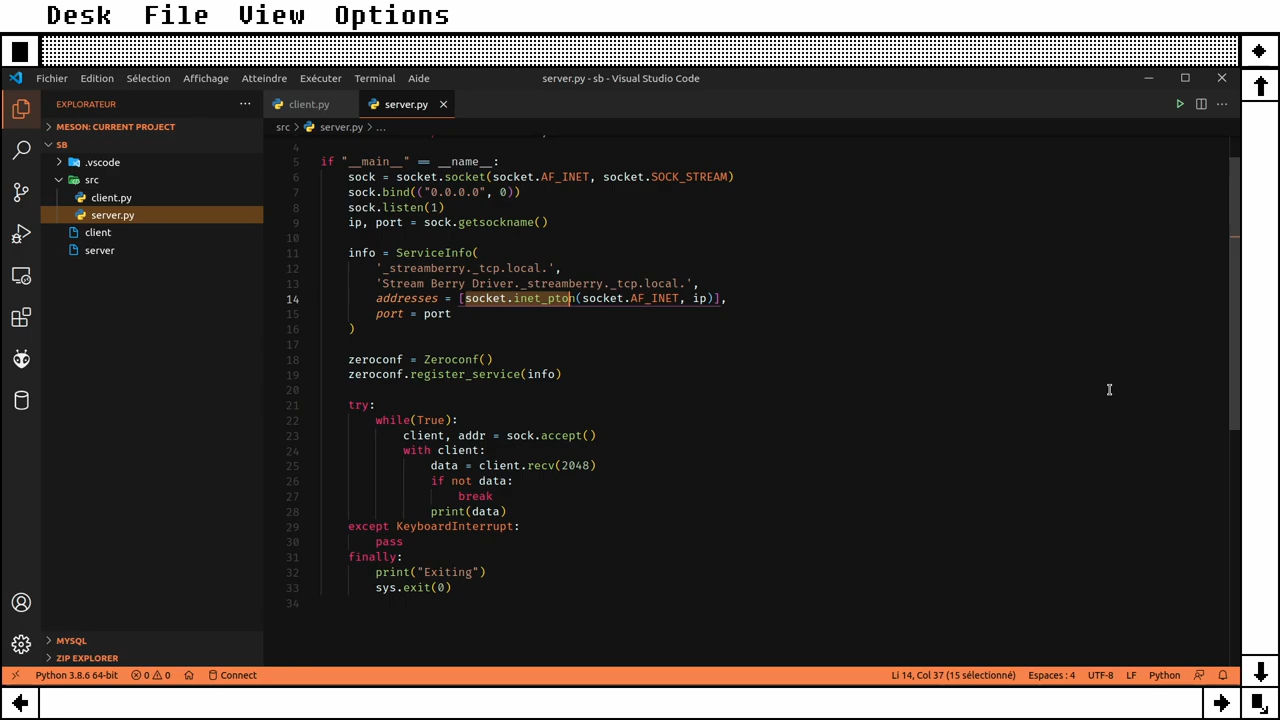 Desk File View Options
Fichier Edition Sélection Affichage Atteindre Exécuter Terminal Aide
server.py - sb - Visual Studio Code
EXPLORATEUR
MESON: CURRENT PROJECT
SB
.vscode
src
client.py
server.py
client
server
MYSQL
ZIP EXPLORER
client.py server.py
src > server.py > ...
4
5 if "__main__" == __name__:
6 sock = socket.socket(socket.AF_INET, socket.SOCK_STREAM)
7 sock.bind(("0.0.0.0", 0))
8 sock.listen(1)
9 ip, port = sock.getsockname()
10
11 info = ServiceInfo(
12 '_streamberry._tcp.local.',
13 'Stream Berry Driver._streamberry._tcp.local.',
14 addresses = [socket.inet_pton(socket.AF_INET, ip)],
15 port = port
16 )
17
18 zeroconf = Zeroconf()
19 zeroconf.register_service(info)
20
21 try:
22 while(True):
23 client, addr = sock.accept()
24 with client:
25 data = client.recv(2048)
26 if not data:
27 break
28 print(data)
29 except KeyboardInterrupt:
30 pass
31 finally:
32 print("Exiting")
33 sys.exit(0)
34
Python 3.8.6 64-bit 0 0 Connect Li 14, Col 37 (15 sélectionné) Espaces : 4 UTF-8 LF Python